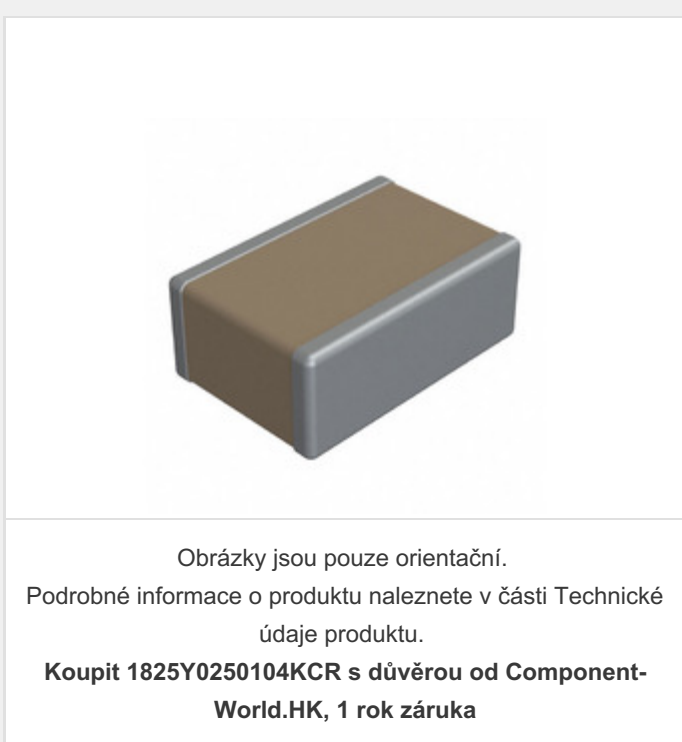 Obrázky jsou pouze orientační.
Podrobné informace o produktu naleznete v části Technické
údaje produktu.
Koupit 1825Y0250104KCR s důvěrou od Component-
World.HK, 1 rok záruka